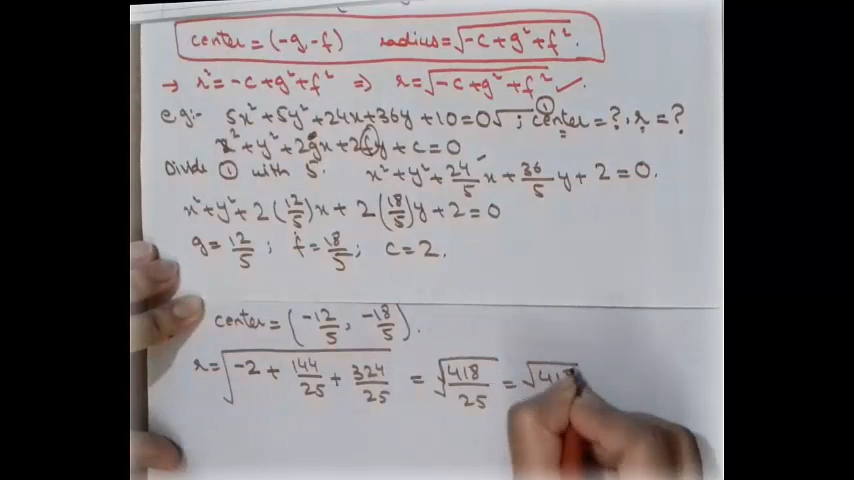 center = (-g, -f) radius = √(-c+g²+f²).
→ r² = -c+g²+f² ⇒ r = √(-c+g²+f²) ✓
eg:- 5x²+5y²+24x+36y+10=0 ; center = ?, r = ? ①
x²+y²+2gx+2fy+c=0
Divide ① with 5. x²+y²+24/5 x+36/5 y+2=0.
x²+y²+2(12/5)x+2(18/5)y+2=0
g=12/5 ; f=18/5 ; c=2.
center = (-12/5, -18/5).
r = √(-2+144/25+324/25) = √(418/25) = √418